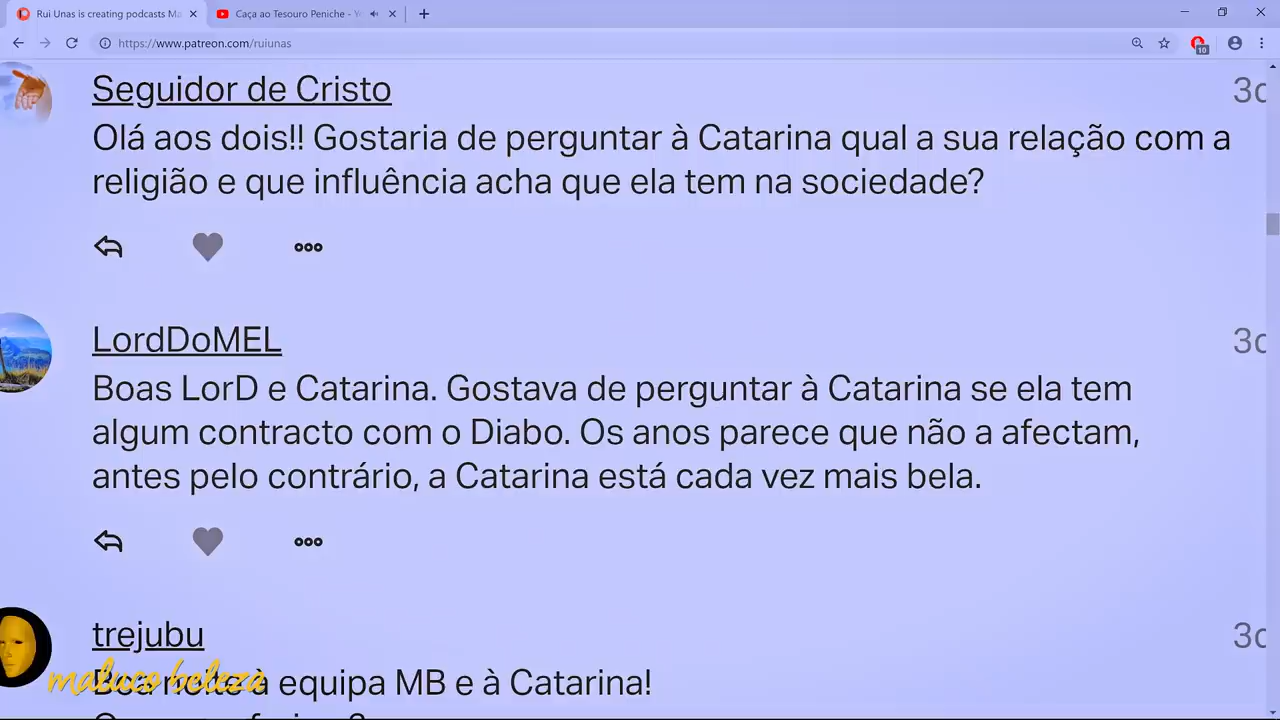 Rui Unas is creating podcasts Ma
Caça ao Tesouro Peniche - Y
https://www.patreon.com/ruiunas
10
Seguidor de Cristo
3d
Olá aos dois!! Gostaria de perguntar à Catarina qual a sua relação com a
religião e que influência acha que ela tem na sociedade?
LordDoMEL
3d
Boas LorD e Catarina. Gostava de perguntar à Catarina se ela tem
algum contracto com o Diabo. Os anos parece que não a afectam,
antes pelo contrário, a Catarina está cada vez mais bela.
trejubu
3d
Boa noite à equipa MB e à Catarina!
maluco beleza